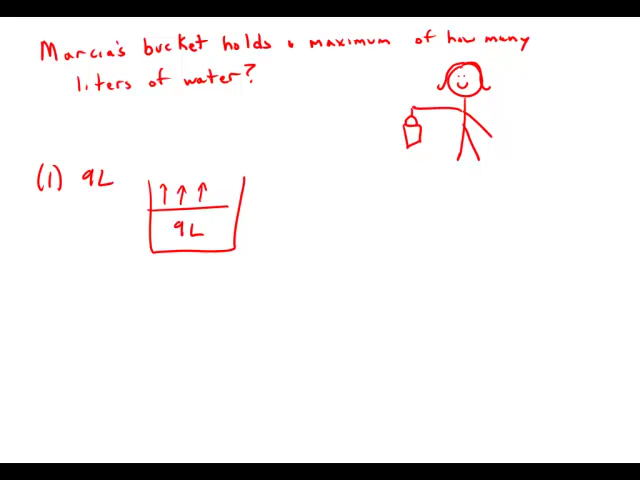 Marcia's bucket holds a maximum of how many
liters of water?
(1) 9L
9L